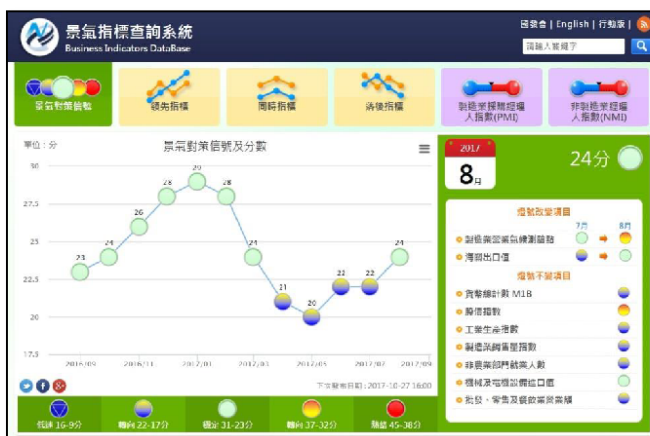 國發會 | English | 行動版 |
景氣指標查詢系統
Business Indicators DataBase
請輸入關鍵字
景氣對策信號
領先指標
同時指標
落後指標
製造業採購經理
人指數(PMI)
非製造業經理
人指數(NMI)
單位：分
景氣對策信號及分數
30
27.5
25
22.5
20
17.5
23
24
26
28
29
28
24
21
20
22
22
24
2016/09
2016/11
2017/01
2017/03
2017/05
2017/07
2017/09
下次發布日期：2017-10-27 16:00
低迷 16-9分
轉向 22-17分
穩定 31-23分
轉向 37-32分
熱絡 45-38分
2017
8月
24分
燈號改變項目
7月
8月
製造業營業氣候測驗點
海關出口值
燈號不變項目
貨幣總計數 M1B
股價指數
工業生產指數
製造業銷售量指數
非農業部門就業人數
機械及電機設備進口值
批發、零售及餐飲業營業額